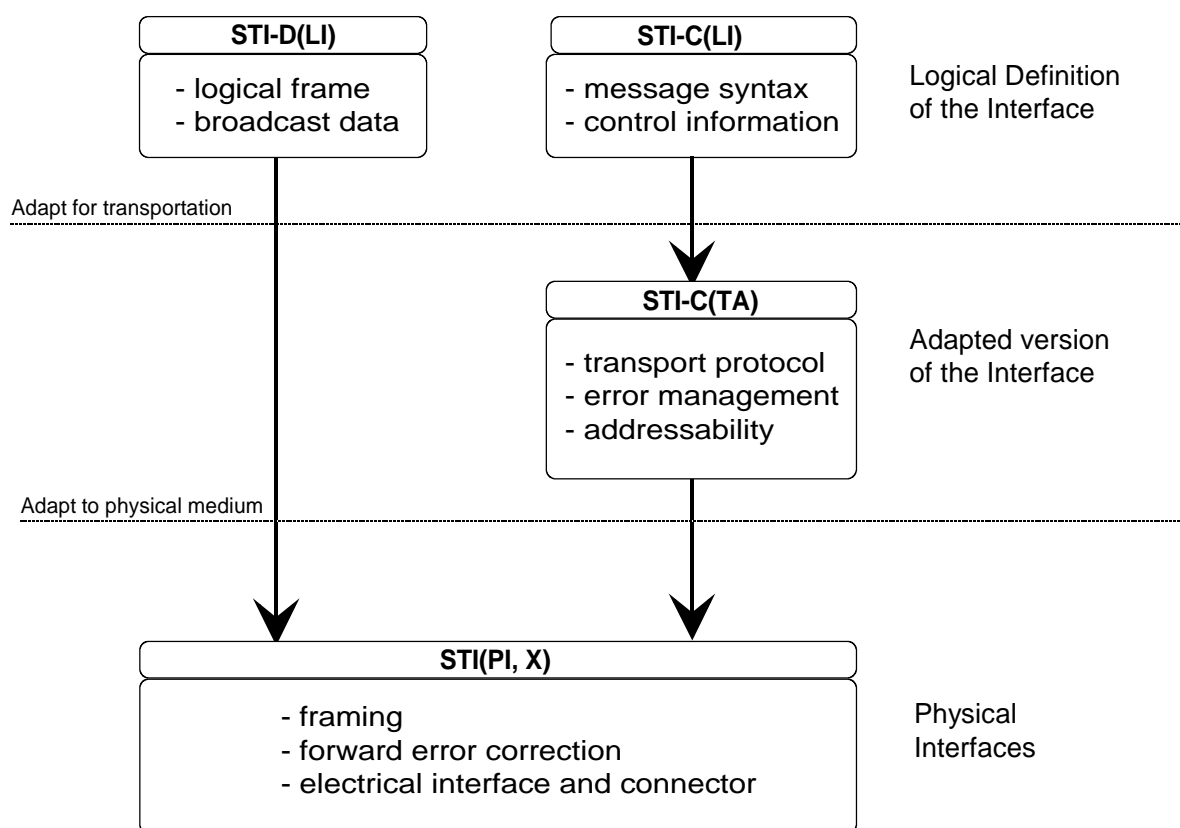 STI-D(LI)
- logical frame
- broadcast data
STI-C(LI)
- message syntax
- control information
Logical Definition
of the Interface
Adapt for transportation
STI-C(TA)
- transport protocol
- error management
- addressability
Adapted version
of the Interface
Adapt to physical medium
STI(PI, X)
- framing
- forward error correction
- electrical interface and connector
Physical
Interfaces